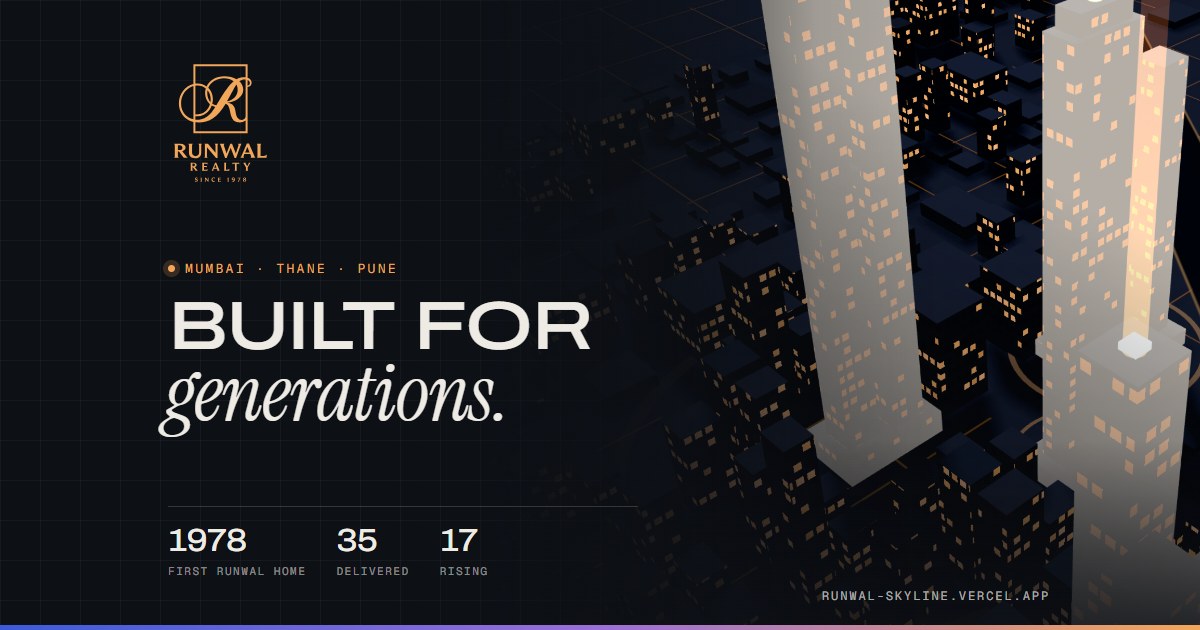 R
RUNWAL
REALTY
SINCE 1978
MUMBAI · THANE · PUNE
BUILT FOR
generations.
1978
35
17
FIRST RUNWAL HOME
DELIVERED
RISING
RUNWAL-SKYLINE.VERCEL.APP